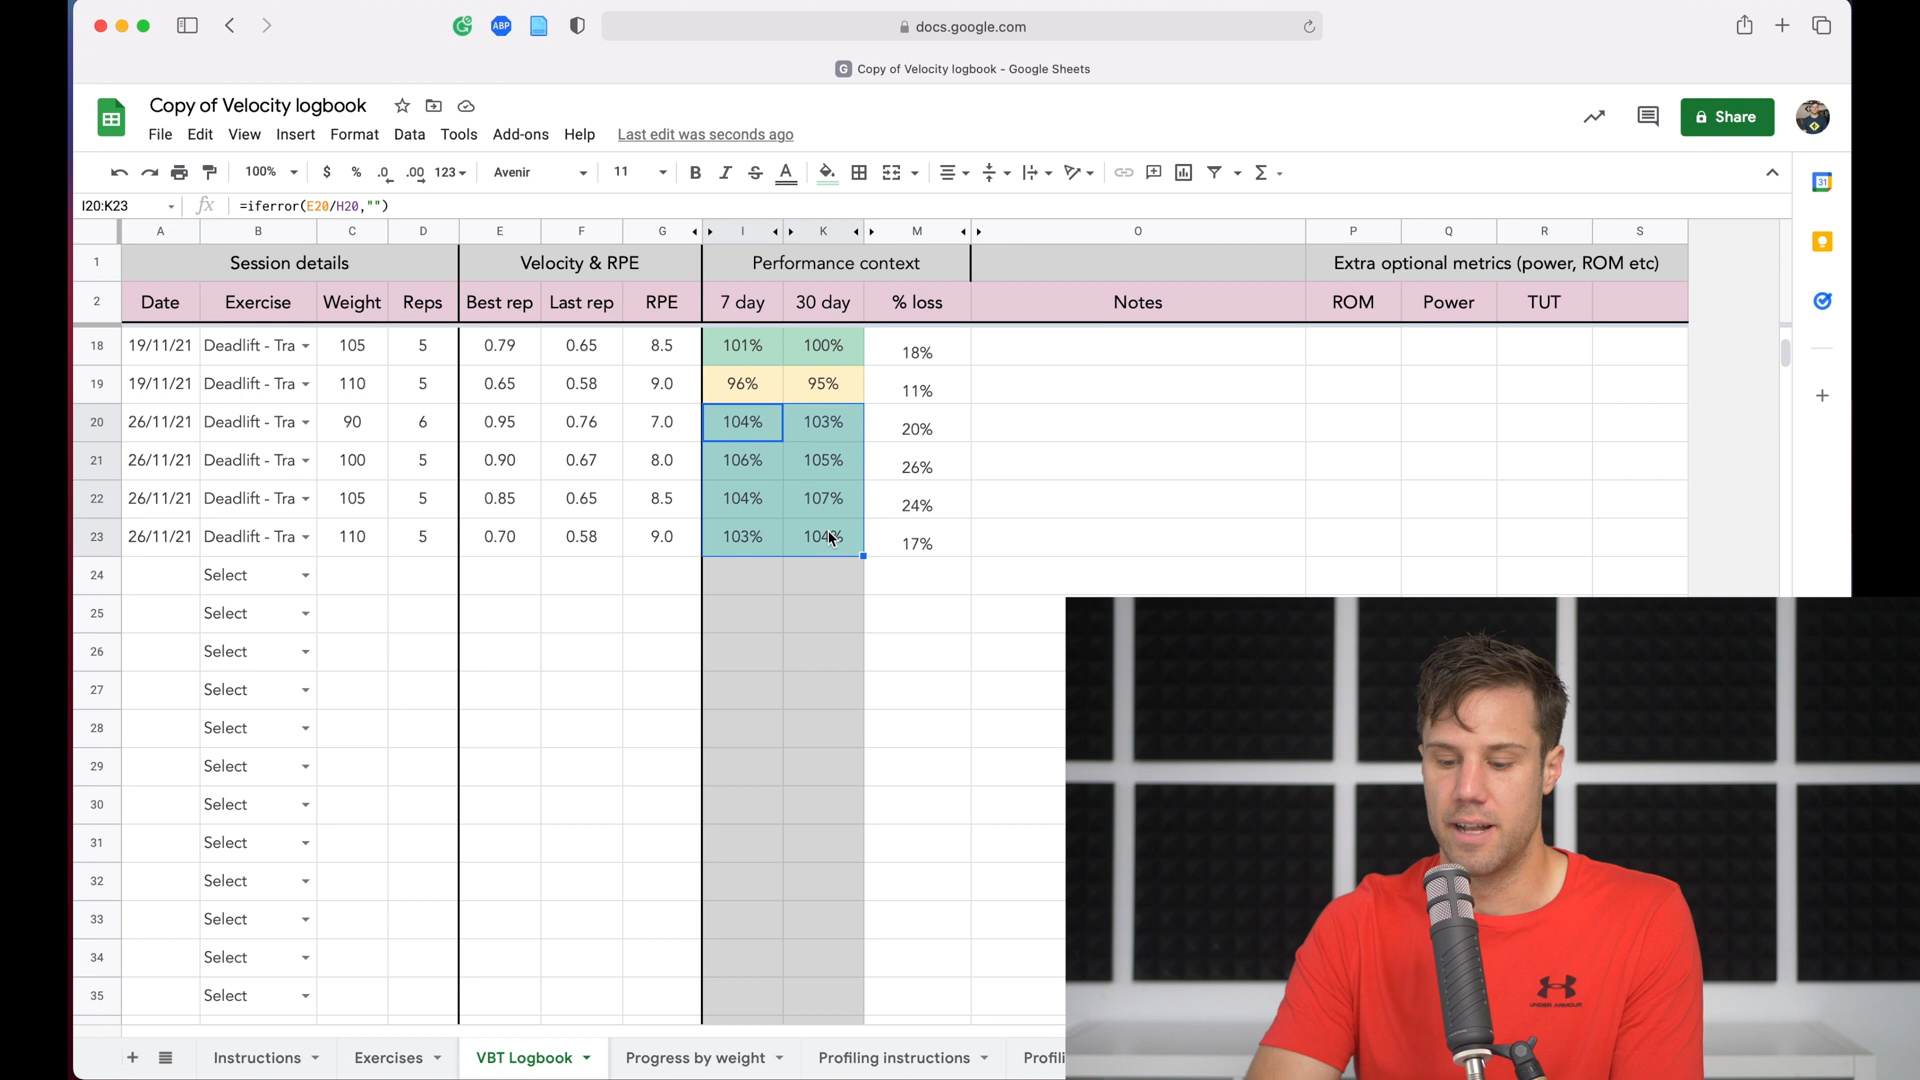 ABP
docs.google.com
G Copy of Velocity logbook - Google Sheets
Copy of Velocity logbook
File Edit View Insert Format Data Tools Add-ons Help Last edit was seconds ago
Share
100% $ % .0 .00 123 Avenir 11 B I S A Σ
31
I20:K23 fx =iferror(E20/H20,"")
A B C D E F G I K M O P Q R S
1 Session details Velocity & RPE Performance context Extra optional metrics (power, ROM etc)
2 Date Exercise Weight Reps Best rep Last rep RPE 7 day 30 day % loss Notes ROM Power TUT
18 19/11/21 Deadlift - Tra 105 5 0.79 0.65 8.5 101% 100% 18%
19 19/11/21 Deadlift - Tra 110 5 0.65 0.58 9.0 96% 95% 11%
20 26/11/21 Deadlift - Tra 90 6 0.95 0.76 7.0 104% 103% 20%
21 26/11/21 Deadlift - Tra 100 5 0.90 0.67 8.0 106% 105% 26%
22 26/11/21 Deadlift - Tra 105 5 0.85 0.65 8.5 104% 107% 24%
23 26/11/21 Deadlift - Tra 110 5 0.70 0.58 9.0 103% 104% 17%
24 Select
25 Select
26 Select
27 Select
28 Select
29 Select
30 Select
31 Select
32 Select
33 Select
34 Select
35 Select
UNDER ARMOUR
+ Instructions Exercises VBT Logbook Progress by weight Profiling instructions Profili